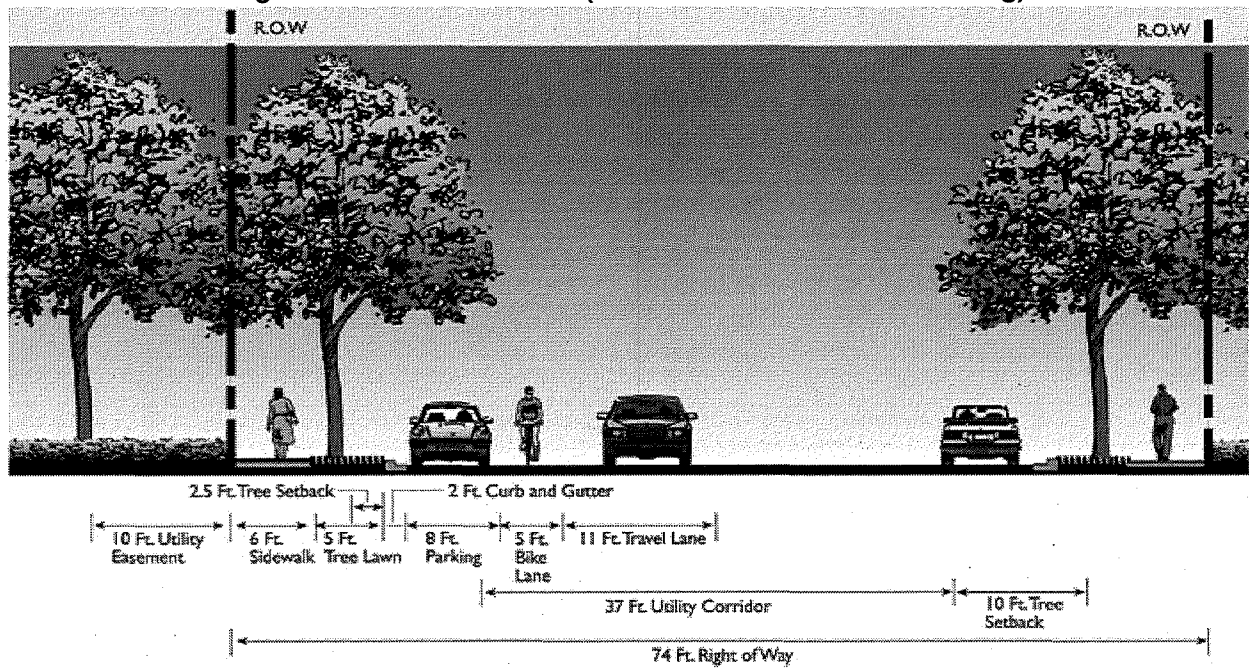 R.O.W
R.O.W
2.5 Ft. Tree Setback
2 Ft. Curb and Gutter
10 Ft. Utility
Easement
6 Ft.
Sidewalk
5 Ft.
Tree Lawn
8 Ft.
Parking
5 Ft.
Bike
Lane
11 Ft. Travel Lane
37 Ft. Utility Corridor
10 Ft. Tree
Setback
74 Ft. Right of Way